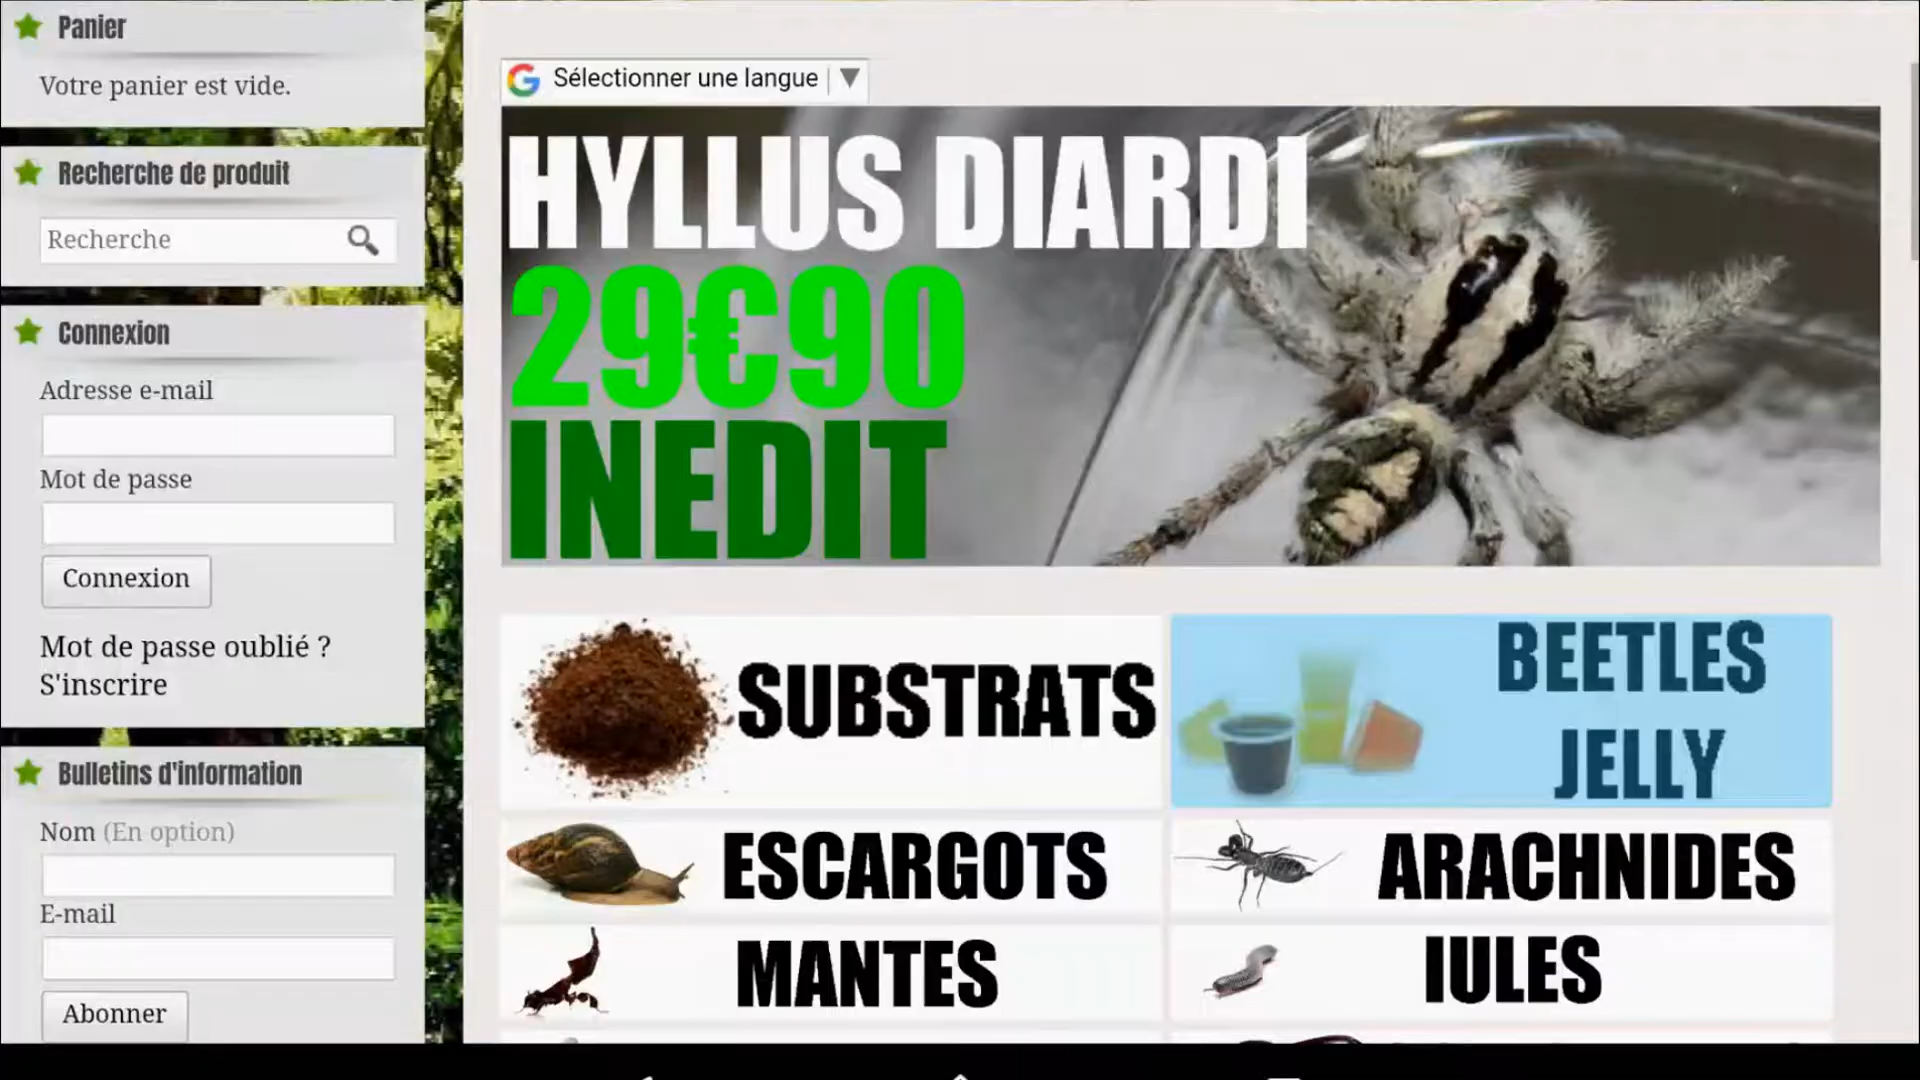 Panier
Votre panier est vide.
Recherche de produit
Recherche
Connexion
Adresse e-mail
Mot de passe
Connexion
Mot de passe oublié ?
S'inscrire
Bulletins d'information
Nom (En option)
E-mail
Abonner
Sélectionner une langue
HYLLUS DIARDI
29€90
INEDIT
SUBSTRATS
BEETLES
JELLY
ESCARGOTS
ARACHNIDES
MANTES
IULES